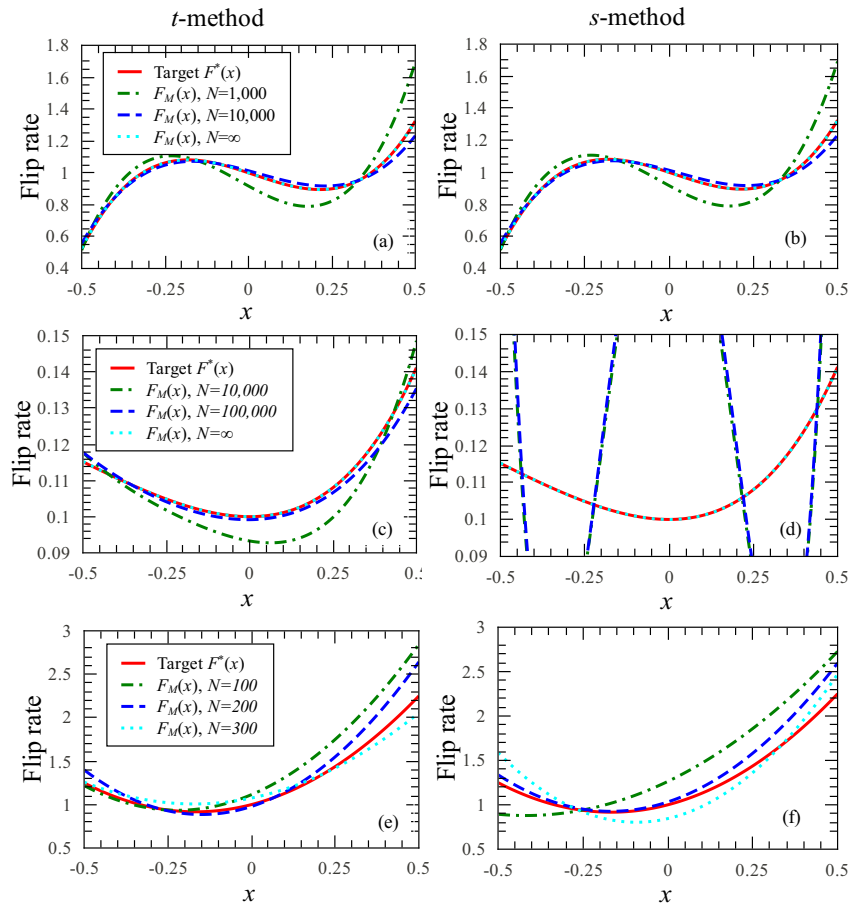 t-method
s-method
1.8
1.6
1.4
1.2
1
0.8
0.6
0.4
Flip rate
Target F*(x)
F_M(x), N=1,000
F_M(x), N=10,000
F_M(x), N=∞
(a)
-0.5
-0.25
0
0.25
0.5
x
1.8
1.6
1.4
1.2
1
0.8
0.6
0.4
Flip rate
(b)
-0.5
-0.25
0
0.25
0.5
x
0.15
0.14
0.13
0.12
0.11
0.1
0.09
Flip rate
Target F*(x)
F_M(x), N=10,000
F_M(x), N=100,000
F_M(x), N=∞
(c)
-0.5
-0.25
0
0.25
0.5
x
0.15
0.14
0.13
0.12
0.11
0.1
0.09
Flip rate
(d)
-0.5
-0.25
0
0.25
0.5
x
3
2.5
2
1.5
1
0.5
Flip rate
Target F*(x)
F_M(x), N=100
F_M(x), N=200
F_M(x), N=300
(e)
-0.5
-0.25
0
0.25
0.5
x
3
2.5
2
1.5
1
0.5
Flip rate
(f)
-0.5
-0.25
0
0.25
0.5
x